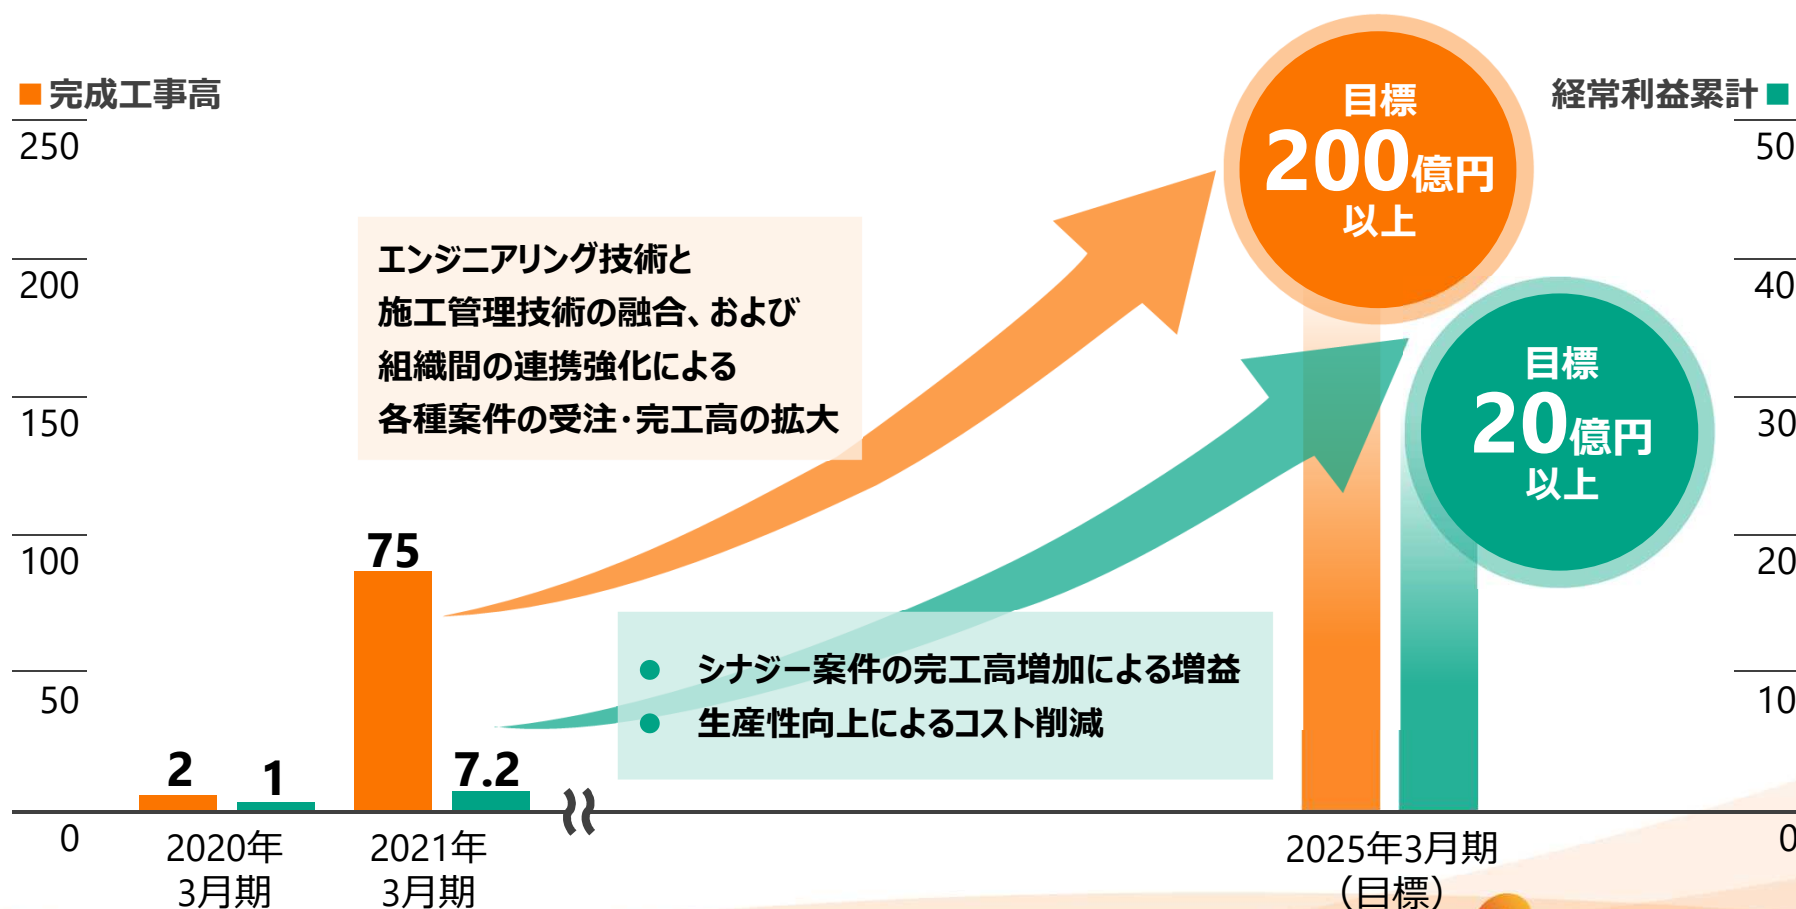 完成工事高
経常利益累計
250
200
150
100
50
0
50
40
30
20
10
0
エンジニアリング技術と
施工管理技術の融合、および
組織間の連携強化による
各種案件の受注・完工高の拡大
目標
200億円
以上
目標
20億円
以上
● シナジー案件の完工高増加による増益
● 生産性向上によるコスト削減
2
1
75
7.2
2020年
3月期
2021年
3月期
2025年3月期
（目標）